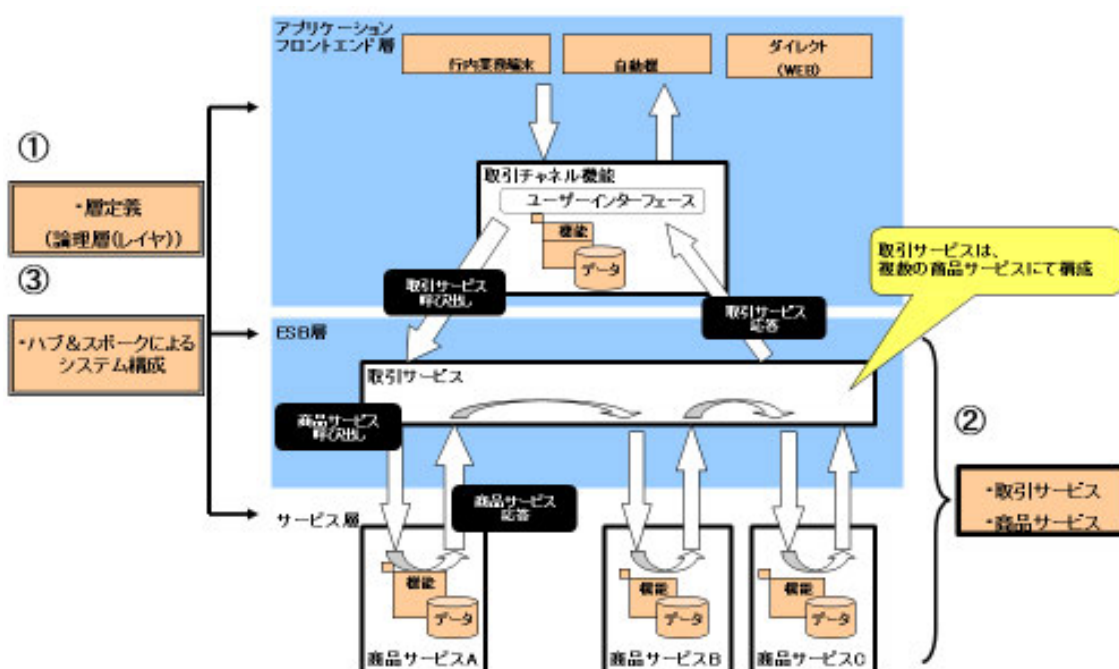 アプリケーション
フロントエンド層
行内業務端末
自動機
ダイレクト
(WEB)
①
・層定義
(論理層(レイヤ))
③
・ハブ&スポークによる
システム構成
取引チャネル機能
ユーザーインターフェース
機能
データ
取引サービス
呼び出し
取引サービス
応答
取引サービスは、
複数の商品サービスにて構成
ESB層
取引サービス
商品サービス
呼び出し
商品サービス
応答
②
・取引サービス
・商品サービス
サービス層
機能
データ
商品サービスA
機能
データ
商品サービスB
機能
データ
商品サービスC